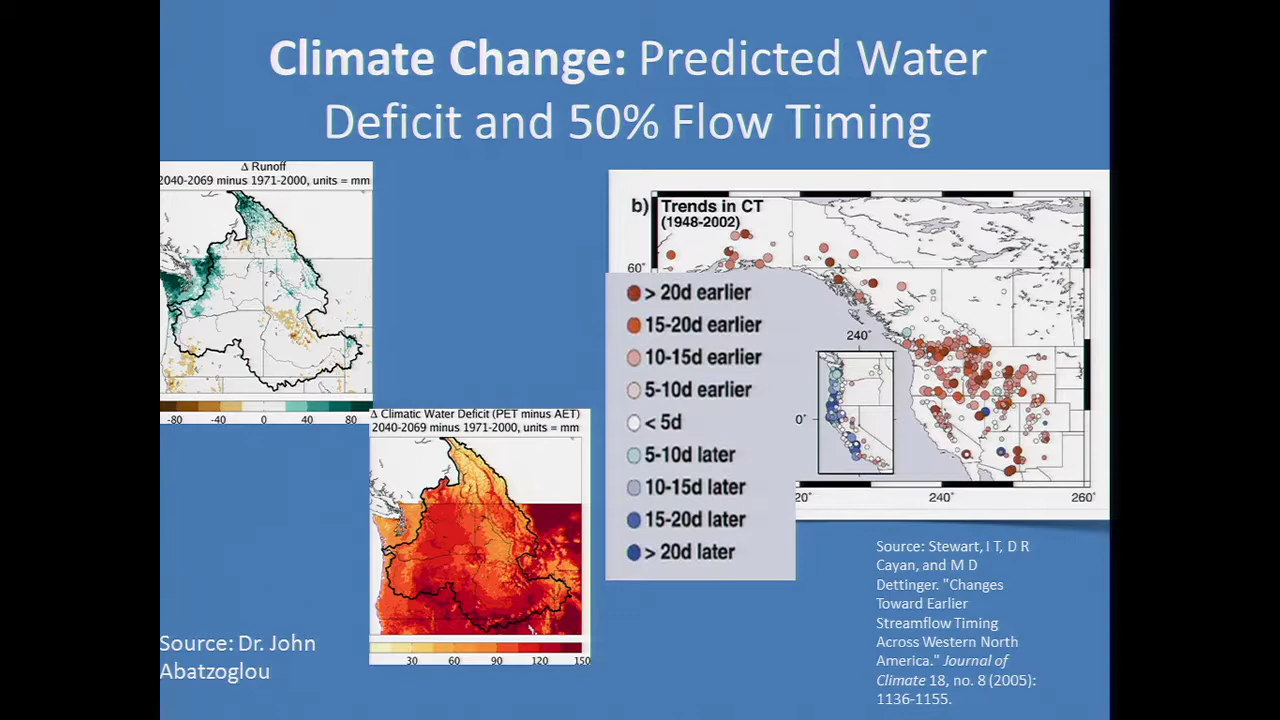 Climate Change: Predicted Water
Deficit and 50% Flow Timing
Δ Runoff
2040-2069 minus 1971-2000, units = mm
-80 -40 0 40 80
Δ Climatic Water Deficit (PET minus AET)
2040-2069 minus 1971-2000, units = mm
30 60 90 120 150
Source: Dr. John
Abatzoglou
b) Trends in CT
(1948-2002)
60°
> 20d earlier
15-20d earlier
10-15d earlier
5-10d earlier
< 5d
5-10d later
10-15d later
15-20d later
> 20d later
240°
0°
20° 240° 260°
Source: Stewart, I T, D R
Cayan, and M D
Dettinger. "Changes
Toward Earlier
Streamflow Timing
Across Western North
America." Journal of
Climate 18, no. 8 (2005):
1136-1155.